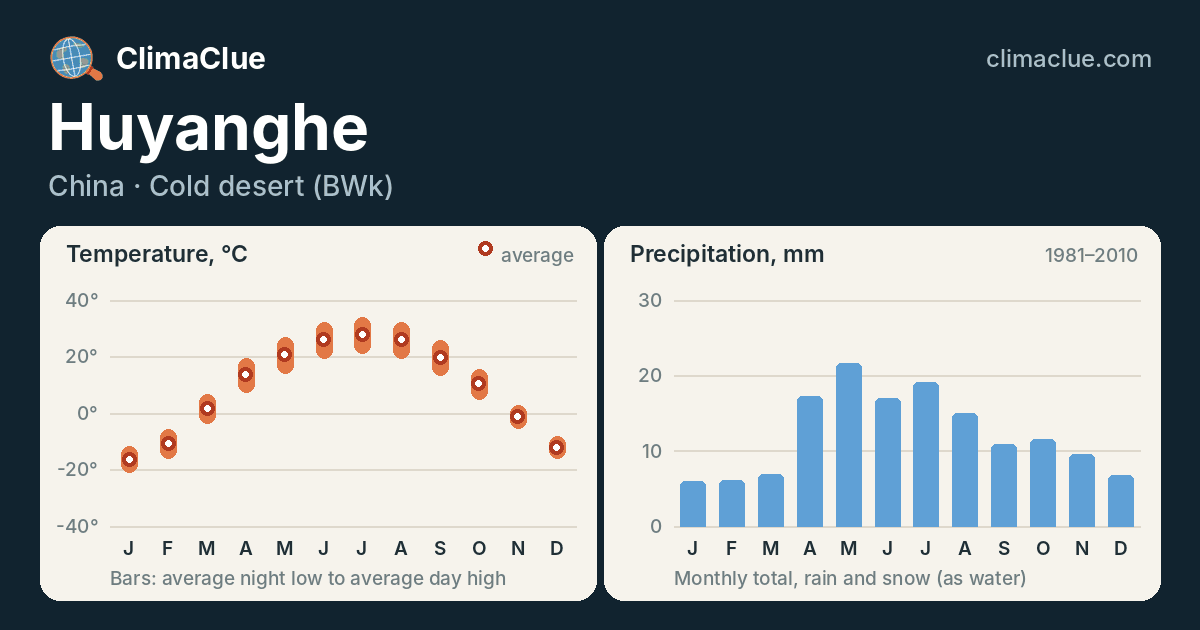 ClimaClue
climaclue.com
Huyanghe
China · Cold desert (BWk)
Temperature, °C
average
40°
20°
0°
-20°
-40°
J F M A M J J A S O N D
Bars: average night low to average day high
Precipitation, mm
1981–2010
30
20
10
0
J F M A M J J A S O N D
Monthly total, rain and snow (as water)